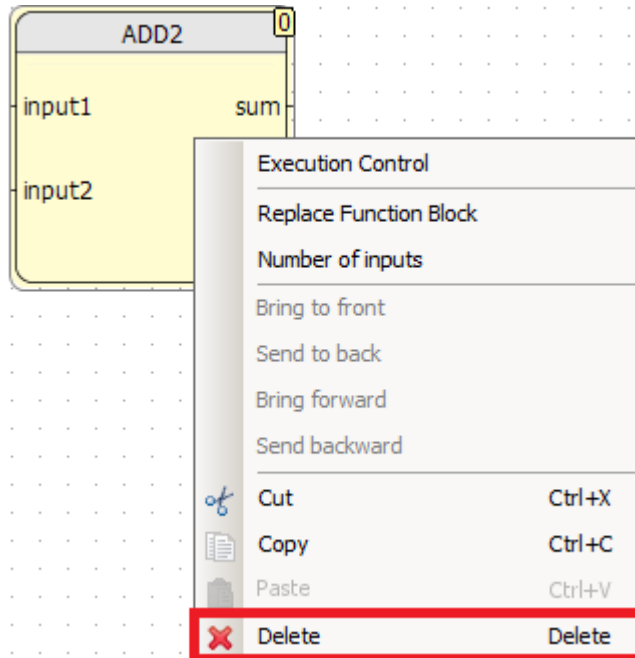 0
ADD2
input1 sum
input2
Execution Control
Replace Function Block
Number of inputs
Bring to front
Send to back
Bring forward
Send backward
Cut Ctrl+X
Copy Ctrl+C
Paste Ctrl+V
Delete Delete